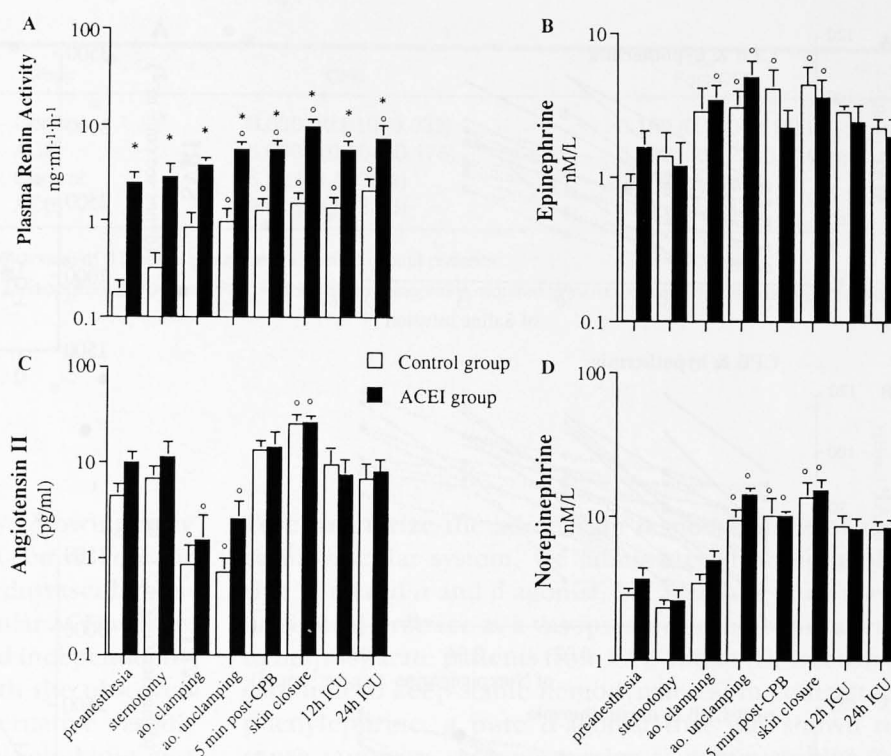 A
100
10
1
0.1
Plasma Renin Activity
ng·ml-1·h-1
* * * * * * *
B
10
1
0.1
Epinephrine
nM/L
C
100
10
1
0.1
Angiotensin II
(pg/ml)
Control group
ACEI group
D
100
10
1
Norepinephrine
nM/L
preanesthesia
sternotomy
ao. clamping
ao. unclamping
5 min post-CPB
skin closure
12h ICU
24h ICU
preanesthesia
sternotomy
ao. clamping
unclamping
5 min post-CPB
skin closure
12h ICU
24h ICU